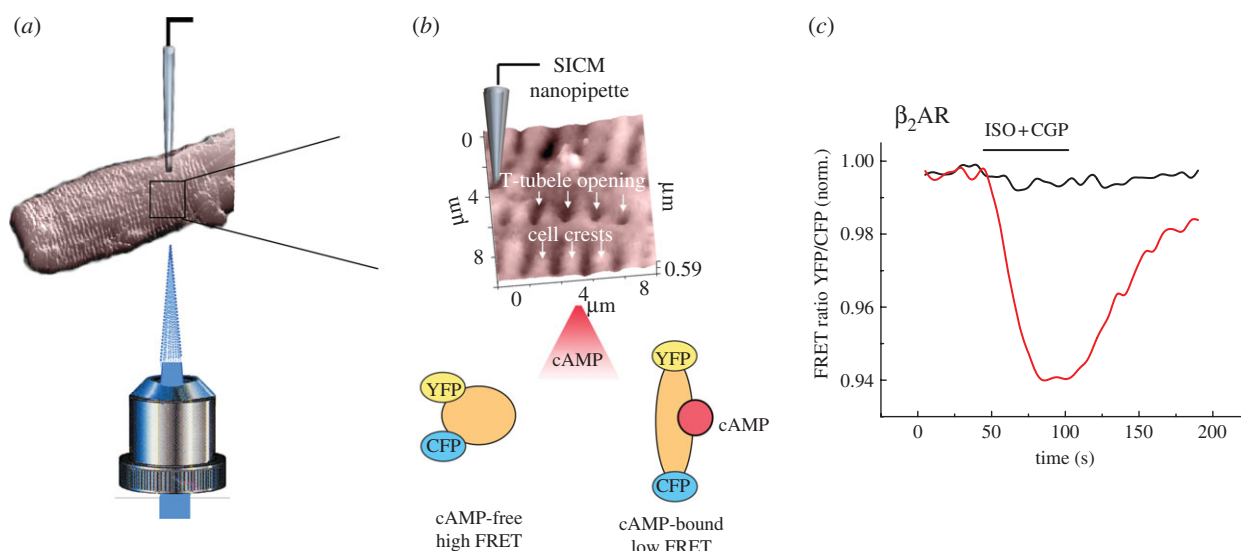 (a)
(b)
SICM
nanopipette
0
4
8
μm
T-tubele opening
cell crests
μm
0.59
0
4
8
μm
cAMP
YFP
CFP
cAMP-free
high FRET
YFP
cAMP
CFP
cAMP-bound
low FRET
(c)
β₂AR
ISO + CGP
FRET ratio YFP/CFP (norm.)
1.00
0.98
0.96
0.94
0
50
100
150
200
time (s)